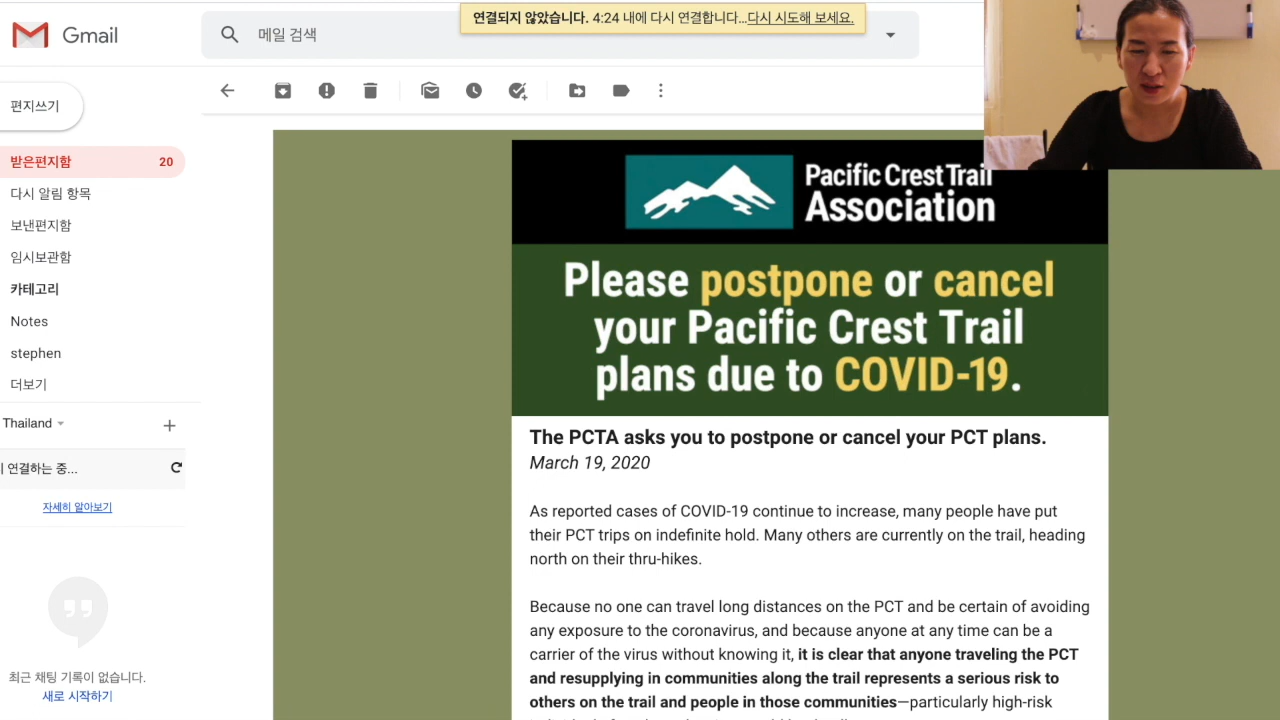 연결되지 않았습니다. 4:24 내에 다시 연결합니다...다시 시도해 보세요.
Gmail
메일 검색
편지쓰기
받은편지함 20
다시 알림 항목
보낸편지함
임시보관함
카테고리
Notes
stephen
더보기
Thailand
연결하는 중...
자세히 알아보기
최근 채팅 기록이 없습니다.
새로 시작하기
Pacific Crest Trail
Association
Please postpone or cancel
your Pacific Crest Trail
plans due to COVID-19.
The PCTA asks you to postpone or cancel your PCT plans.
March 19, 2020
As reported cases of COVID-19 continue to increase, many people have put
their PCT trips on indefinite hold. Many others are currently on the trail, heading
north on their thru-hikes.
Because no one can travel long distances on the PCT and be certain of avoiding
any exposure to the coronavirus, and because anyone at any time can be a
carrier of the virus without knowing it, it is clear that anyone traveling the PCT
and resupplying in communities along the trail represents a serious risk to
others on the trail and people in those communities—particularly high-risk